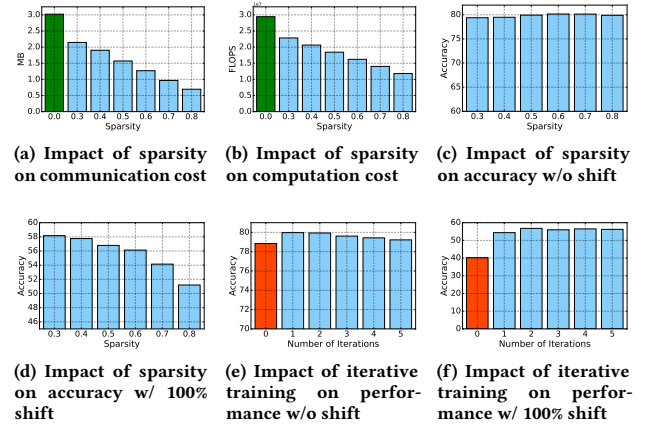 3.0
2.5
2.0
1.5
1.0
0.5
0.0
MB
0.0 0.3 0.4 0.5 0.6 0.7 0.8
Sparsity
(a) Impact of sparsity
on communication cost
1e7
3.0
2.5
2.0
1.5
1.0
0.5
0.0
FLOPS
0.0 0.3 0.4 0.5 0.6 0.7 0.8
Sparsity
(b) Impact of sparsity
on computation cost
80
75
70
65
60
Accuracy
0.3 0.4 0.5 0.6 0.7 0.8
Sparsity
(c) Impact of sparsity
on accuracy w/o shift
60
58
56
54
52
50
48
46
Accuracy
0.3 0.4 0.5 0.6 0.7 0.8
Sparsity
(d) Impact of sparsity
on accuracy w/ 100%
shift
80
78
76
74
72
70
Accuracy
0 1 2 3 4 5
Number of Iterations
(e) Impact of iterative
training on perfor-
mance w/o shift
60
50
40
30
20
10
0
Accuracy
0 1 2 3 4 5
Number of Iterations
(f) Impact of iterative
training on perfor-
mance w/ 100% shift